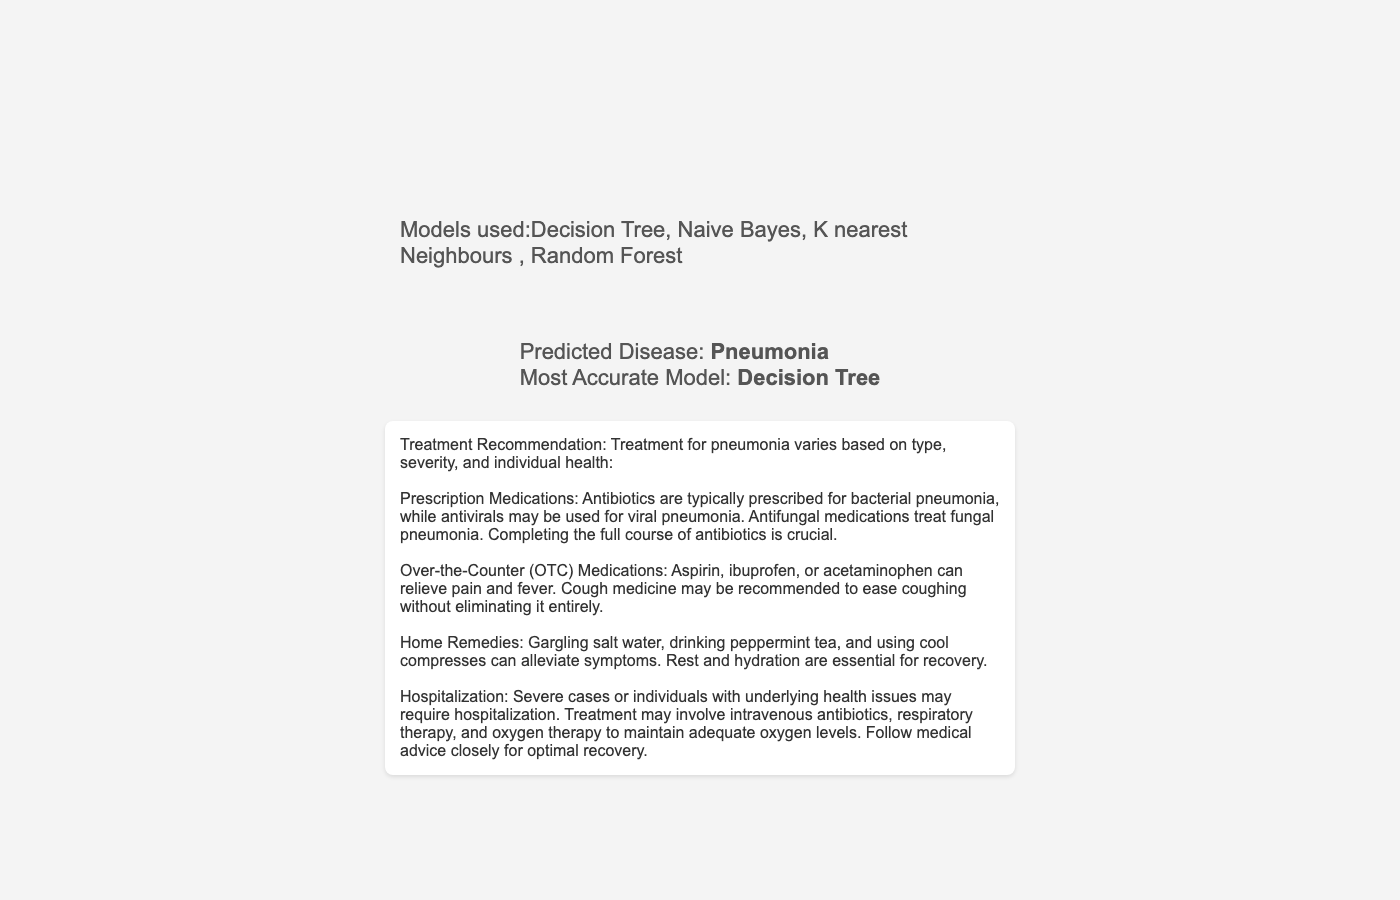 Models used:Decision Tree, Naive Bayes, K nearest
Neighbours , Random Forest
Predicted Disease: Pneumonia
Most Accurate Model: Decision Tree
Treatment Recommendation: Treatment for pneumonia varies based on type,
severity, and individual health:
Prescription Medications: Antibiotics are typically prescribed for bacterial pneumonia,
while antivirals may be used for viral pneumonia. Antifungal medications treat fungal
pneumonia. Completing the full course of antibiotics is crucial.
Over-the-Counter (OTC) Medications: Aspirin, ibuprofen, or acetaminophen can
relieve pain and fever. Cough medicine may be recommended to ease coughing
without eliminating it entirely.
Home Remedies: Gargling salt water, drinking peppermint tea, and using cool
compresses can alleviate symptoms. Rest and hydration are essential for recovery.
Hospitalization: Severe cases or individuals with underlying health issues may
require hospitalization. Treatment may involve intravenous antibiotics, respiratory
therapy, and oxygen therapy to maintain adequate oxygen levels. Follow medical
advice closely for optimal recovery.